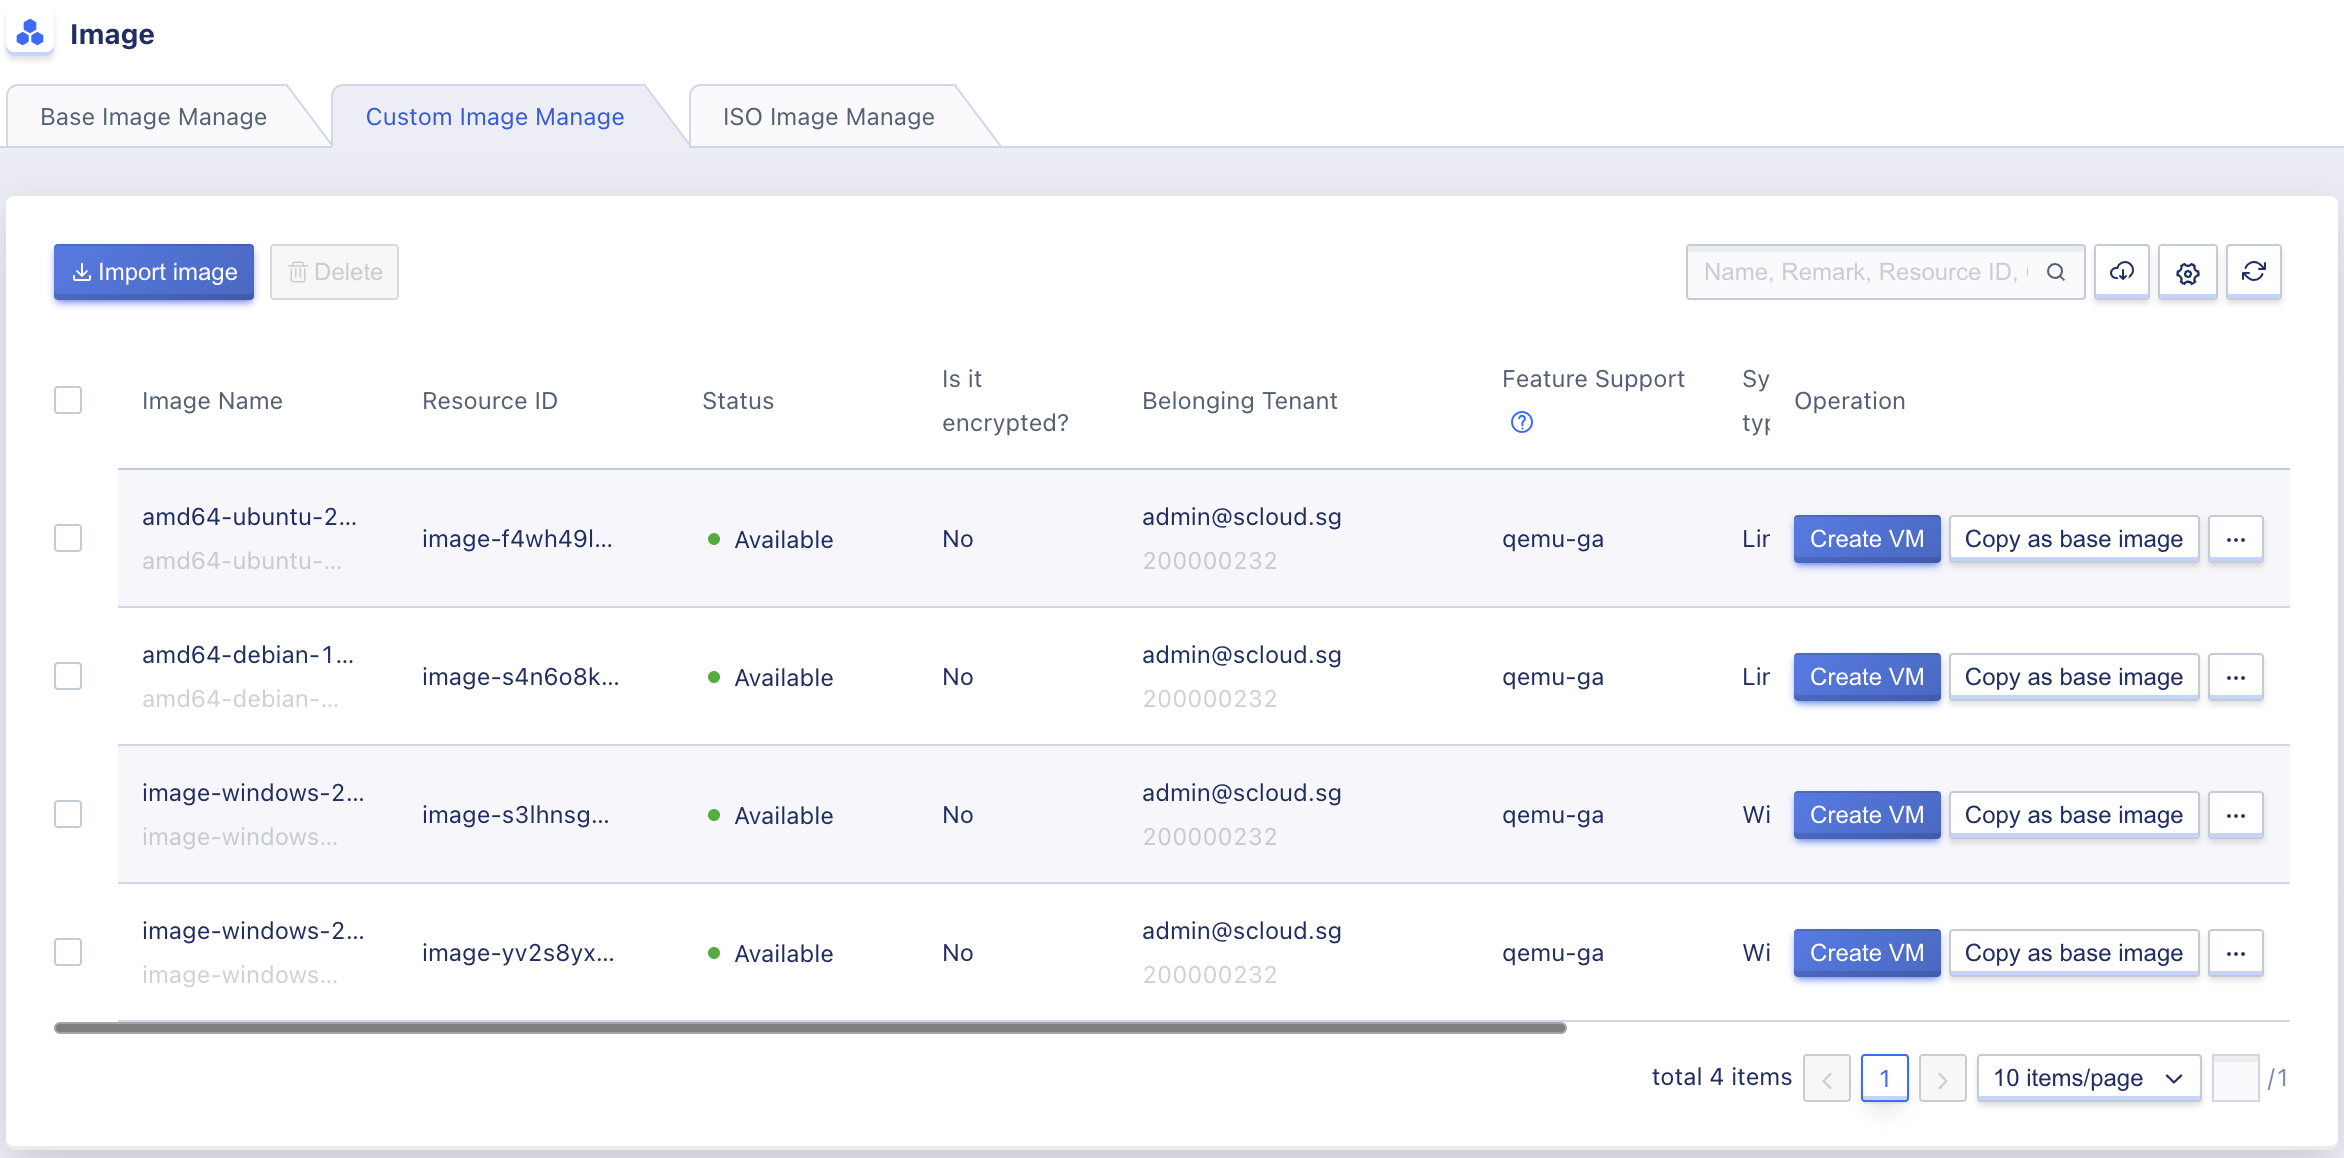 Image
Base Image Manage
Custom Image Manage
ISO Image Manage
Import image
Delete
Name, Remark, Resource ID,
Image Name
Resource ID
Status
Is it
encrypted?
Belonging Tenant
Feature Support
Sy
typ
Operation
amd64-ubuntu-2...
amd64-ubuntu-...
image-f4wh49l...
Available
No
admin@scloud.sg
200000232
qemu-ga
Lir
Create VM
Copy as base image
...
amd64-debian-1...
amd64-debian-...
image-s4n6o8k...
Available
No
admin@scloud.sg
200000232
qemu-ga
Lir
Create VM
Copy as base image
...
image-windows-2...
image-windows...
image-s3lhnsg...
Available
No
admin@scloud.sg
200000232
qemu-ga
Wi
Create VM
Copy as base image
...
image-windows-2...
image-windows...
image-yv2s8yx...
Available
No
admin@scloud.sg
200000232
qemu-ga
Wi
Create VM
Copy as base image
...
total 4 items
1
10 items/page
/1